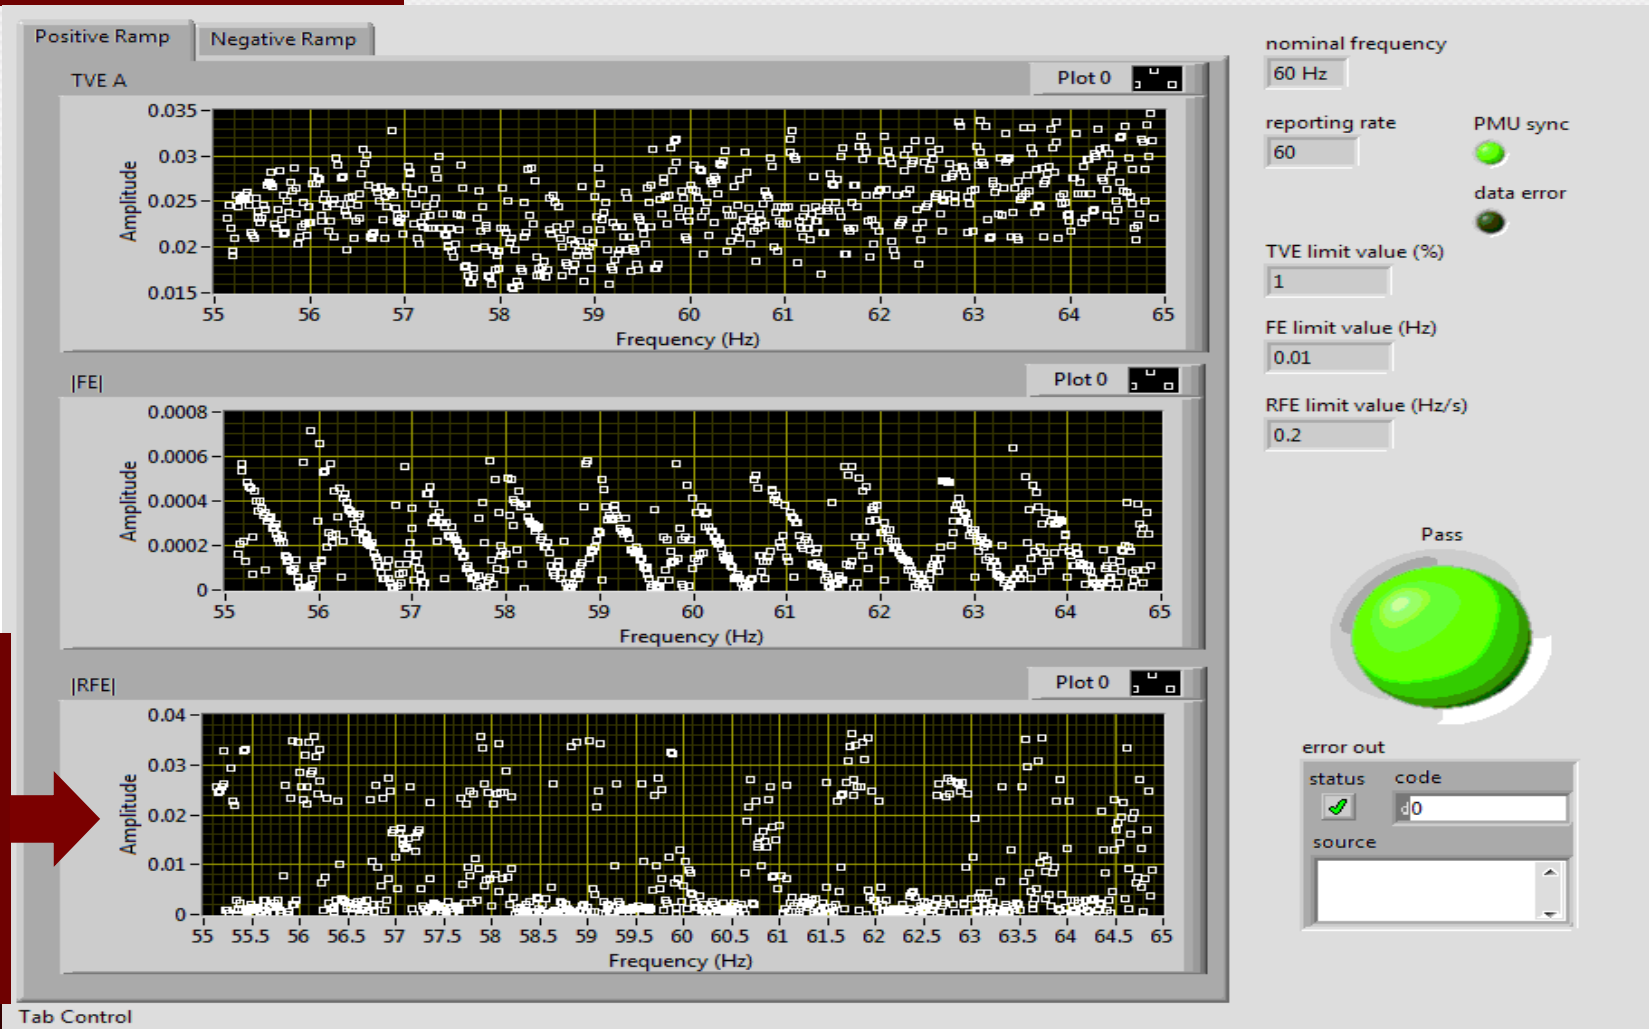 Positive Ramp
Negative Ramp
TVE A
Plot 0
0.035
0.03
0.025
0.02
0.015
Amplitude
55 56 57 58 59 60 61 62 63 64 65
Frequency (Hz)
|FE|
Plot 0
0.0008
0.0006
0.0004
0.0002
0
Amplitude
55 56 57 58 59 60 61 62 63 64 65
Frequency (Hz)
|RFE|
Plot 0
0.04
0.03
0.02
0.01
0
Amplitude
55 55.5 56 56.5 57 57.5 58 58.5 59 59.5 60 60.5 61 61.5 62 62.5 63 63.5 64 64.5 65
Frequency (Hz)
Tab Control
nominal frequency
60 Hz
reporting rate
60
PMU sync
data error
TVE limit value (%)
1
FE limit value (Hz)
0.01
RFE limit value (Hz/s)
0.2
Pass
error out
status
code
d0
source